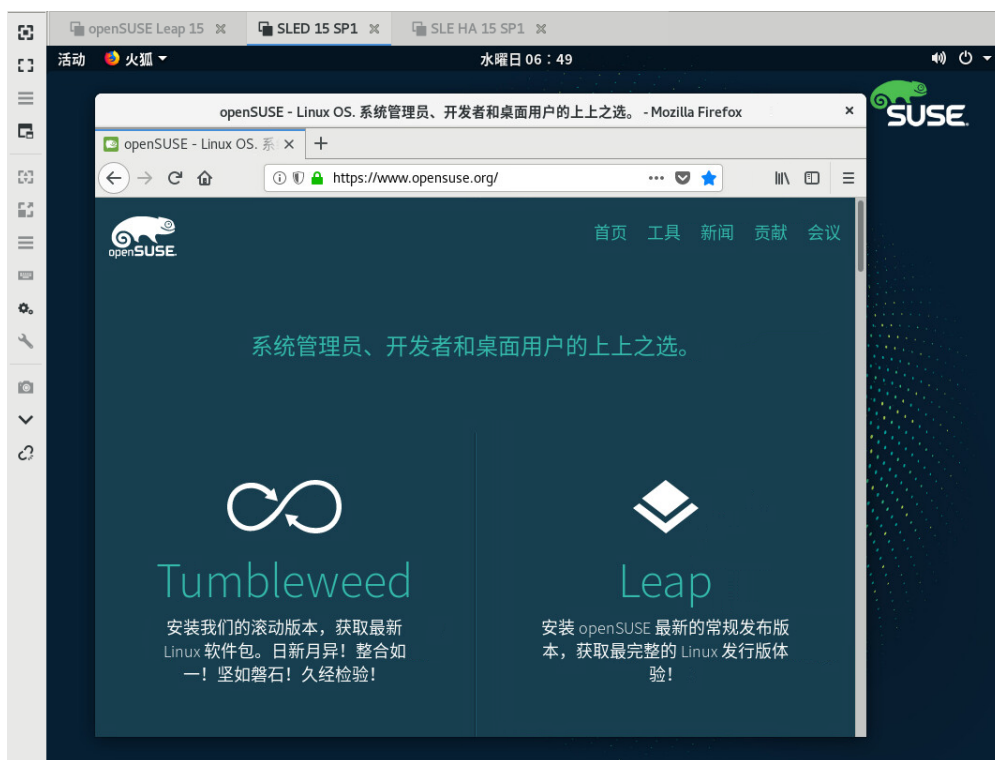 openSUSE Leap 15 SLED 15 SP1 SLE HA 15 SP1
活动 火狐 水曜日 06：49
SUSE.
openSUSE - Linux OS. 系统管理员、开发者和桌面用户的上上之选。 - Mozilla Firefox
openSUSE - Linux OS. 系
https://www.opensuse.org/
openSUSE.
首页 工具 新闻 贡献 会议
系统管理员、开发者和桌面用户的上上之选。
Tumbleweed
安装我们的滚动版本，获取最新
Linux 软件包。日新月异！整合如
一！坚如磐石！久经检验！
Leap
安装 openSUSE 最新的常规发布版
本，获取最完整的 Linux 发行版体
验！